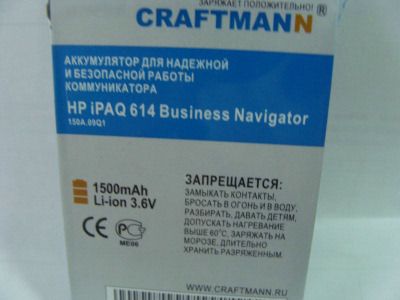 ЗАРЯЖАЕТ ПОЛОЖИТЕЛЬНО!
CRAFTMANN®
АККУМУЛЯТОР ДЛЯ НАДЕЖНОЙ
И БЕЗОПАСНОЙ РАБОТЫ
КОММУНИКАТОРА
HP iPAQ 614 Business Navigator
150A.09Q1
1500mAh
Li-ion 3.6V
CE
РС
МЕ06
ЗАПРЕЩАЕТСЯ:
ЗАМЫКАТЬ КОНТАКТЫ,
БРОСАТЬ В ОГОНЬ И В ВОДУ,
РАЗБИРАТЬ, ДАВАТЬ ДЕТЯМ,
ДОПУСКАТЬ НАГРЕВАНИЕ
ВЫШЕ 60°С, ЗАРЯЖАТЬ НА
МОРОЗЕ, ДЛИТЕЛЬНО
ХРАНИТЬ РАЗРЯЖЕННЫМ.
WWW.CRAFTMANN.RU